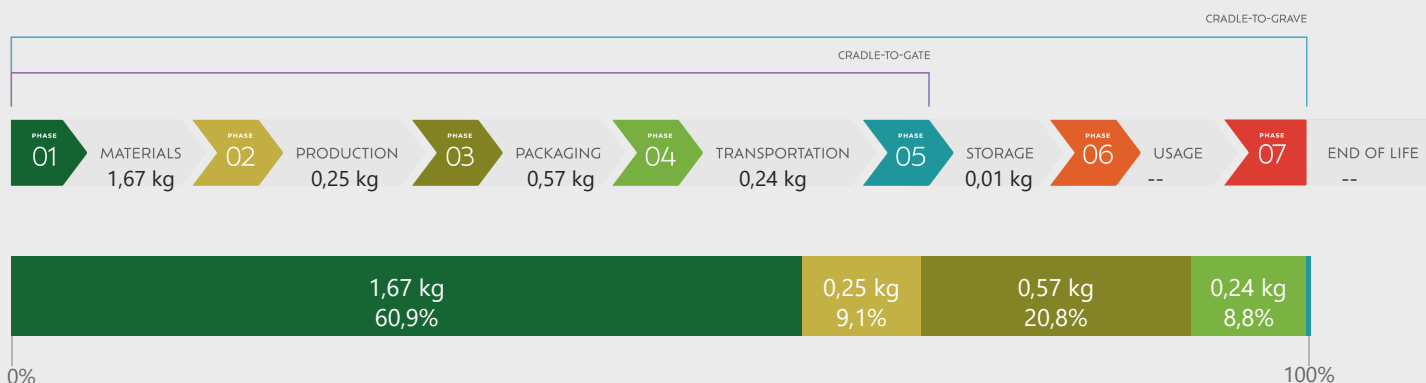 CRADLE-TO-GRAVE
CRADLE-TO-GATE
PHASE
01
MATERIALS
1,67 kg
PHASE
02
PRODUCTION
0,25 kg
PHASE
03
PACKAGING
0,57 kg
PHASE
04
TRANSPORTATION
0,24 kg
PHASE
05
STORAGE
0,01 kg
PHASE
06
USAGE
--
PHASE
07
END OF LIFE
--
1,67 kg
60,9%
0,25 kg
9,1%
0,57 kg
20,8%
0,24 kg
8,8%
0%
100%